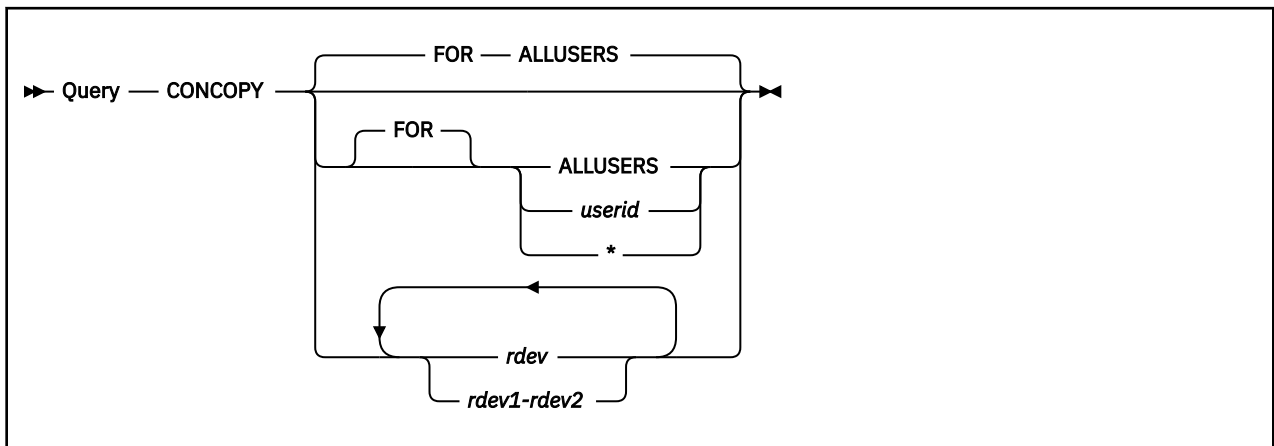 FOR ALLUSERS
Query CONCOPY
FOR
ALLUSERS
userid
*
rdev
rdev1-rdev2